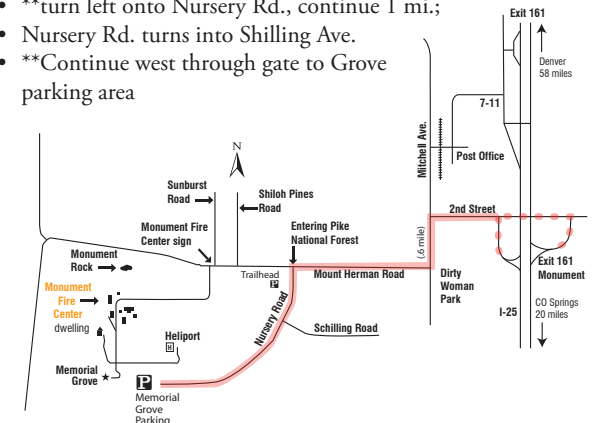 • **turn left onto Nursery Rd., continue 1 mi.;
• Nursery Rd. turns into Shilling Ave.
• **Continue west through gate to Grove
parking area
Exit 161
Denver
58 miles
7-11
Mitchell Ave.
Post Office
N
Sunburst
Road
Shiloh Pines
Road
2nd Street
Monument Fire
Center sign
Entering Pike
National Forest
(.6 mile)
Monument
Rock
Trailhead
P
Mount Herman Road
Dirty
Woman
Park
Exit 161
Monument
Monument
Fire
Center
dwelling
Nursery Road
I-25
CO Springs
20 miles
Heliport
H
Schilling Road
Memorial
Grove
P
Memorial
Grove
Parking